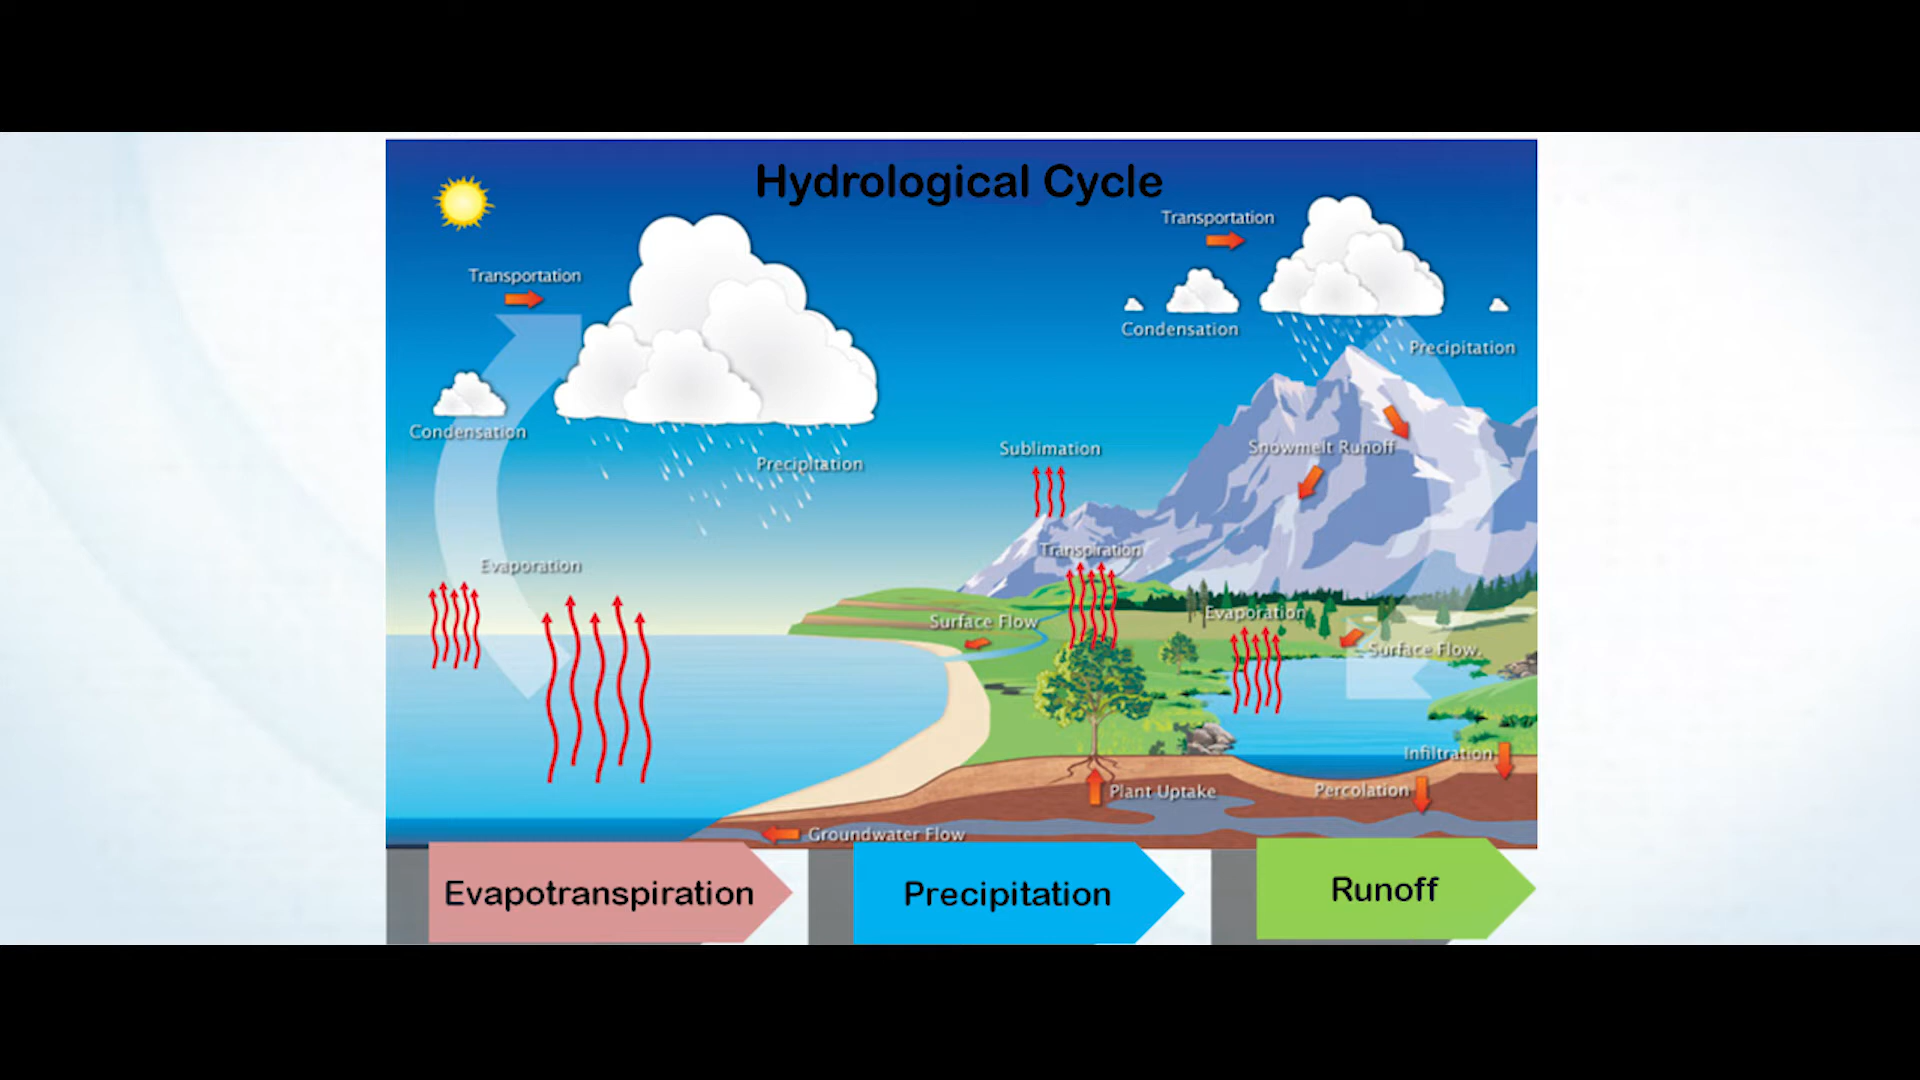 Hydrological Cycle
Transportation
Transportation
Condensation
Precipitation
Condensation
Precipitation
Sublimation
Snowmelt Runoff
Transpiration
Evaporation
Evaporation
Surface Flow
Surface Flow
Infiltration
Plant Uptake
Percolation
Groundwater Flow
Evapotranspiration
Precipitation
Runoff